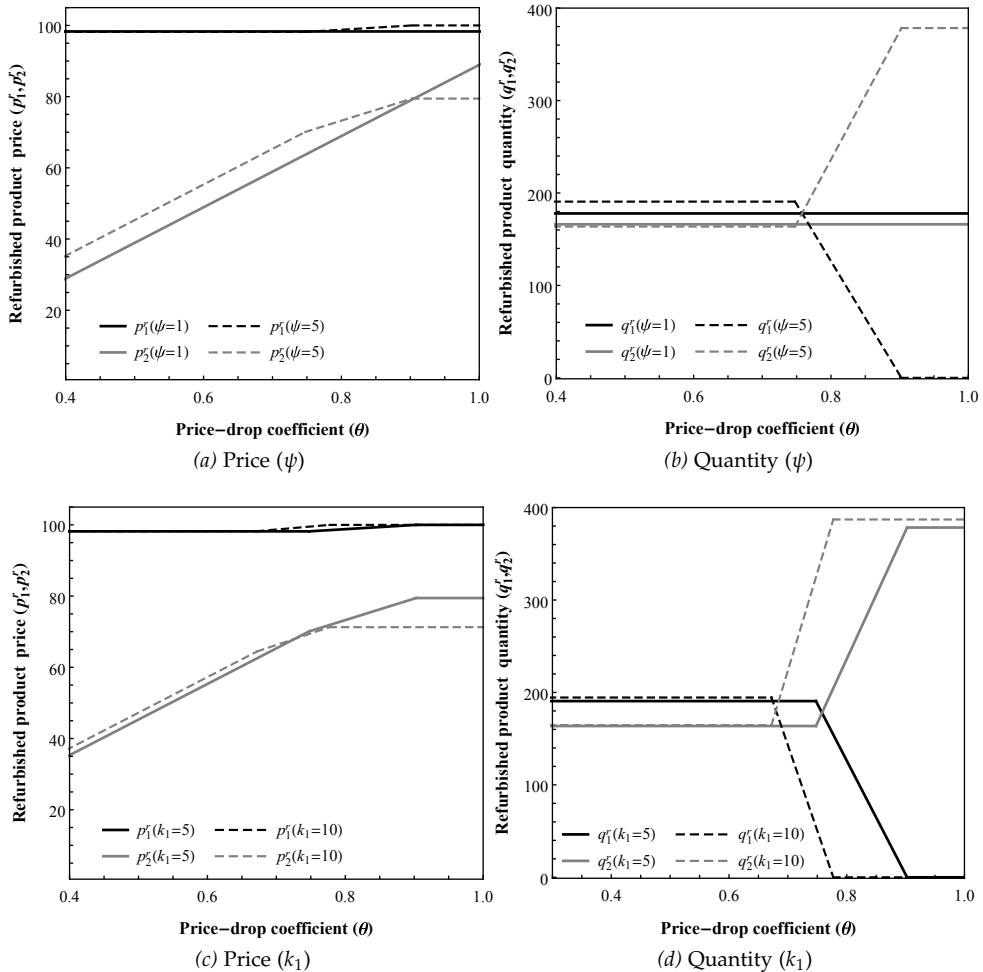 Refurbished product price (p₁ʳ,p₂ʳ)
100
80
60
40
20
p₁ʳ(ψ=1) p₁ʳ(ψ=5)
p₂ʳ(ψ=1) p₂ʳ(ψ=5)
0.4 0.6 0.8 1.0
Price−drop coefficient (θ)
(a) Price (ψ)
Refurbished product quantity (q₁ʳ,q₂ʳ)
400
300
200
100
0
q₁ʳ(ψ=1) q₁ʳ(ψ=5)
q₂ʳ(ψ=1) q₂ʳ(ψ=5)
0.4 0.6 0.8 1.0
Price−drop coefficient (θ)
(b) Quantity (ψ)
Refurbished product price (p₁ʳ,p₂ʳ)
100
80
60
40
20
p₁ʳ(k₁=5) p₁ʳ(k₁=10)
p₂ʳ(k₁=5) p₂ʳ(k₁=10)
0.4 0.6 0.8 1.0
Price−drop coefficient (θ)
(c) Price (k₁)
Refurbished product quantity (q₁ʳ,q₂ʳ)
400
300
200
100
0
q₁ʳ(k₁=5) q₁ʳ(k₁=10)
q₂ʳ(k₁=5) q₂ʳ(k₁=10)
0.4 0.6 0.8 1.0
Price−drop coefficient (θ)
(d) Quantity (k₁)